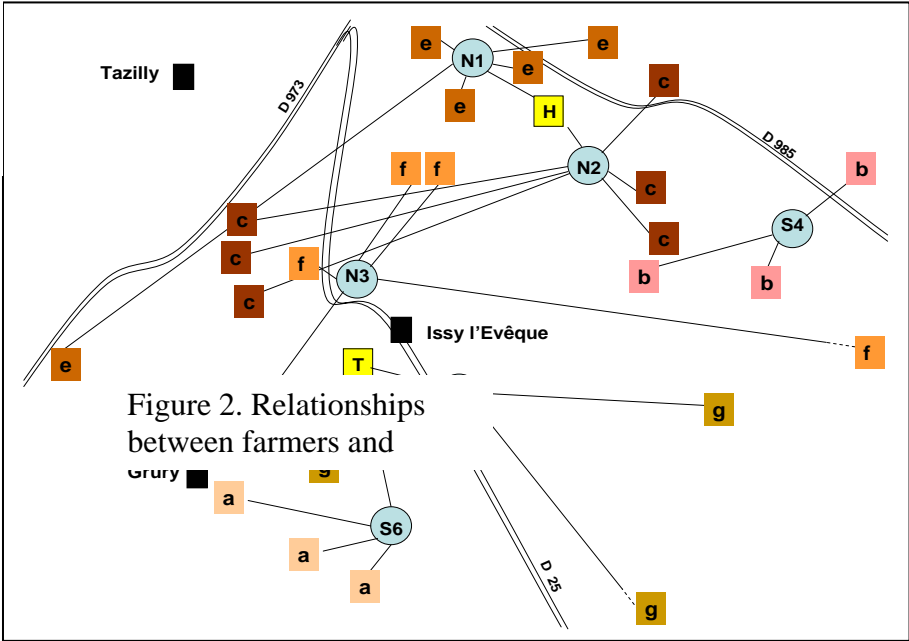 e
N1
e
e
Tazilly
c
e
D 973
H
D 985
f
f
N2
b
c
c
S4
c
c
f
N3
b
b
c
Issy l'Evêque
e
T
f
Figure 2. Relationships
between farmers and
g
Grury
g
a
S6
a
a
D 25
g